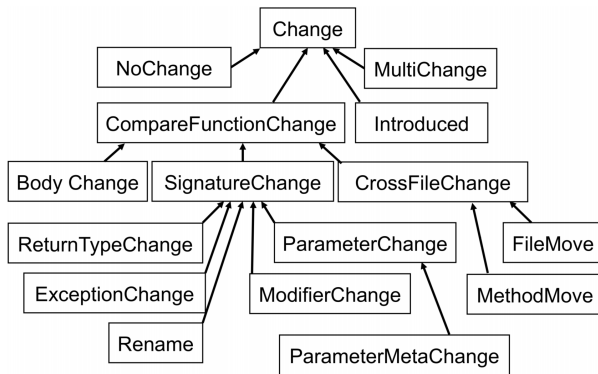 Change
NoChange
MultiChange
CompareFunctionChange
Introduced
Body Change
SignatureChange
CrossFileChange
ReturnTypeChange
ParameterChange
FileMove
ExceptionChange
ModifierChange
MethodMove
Rename
ParameterMetaChange